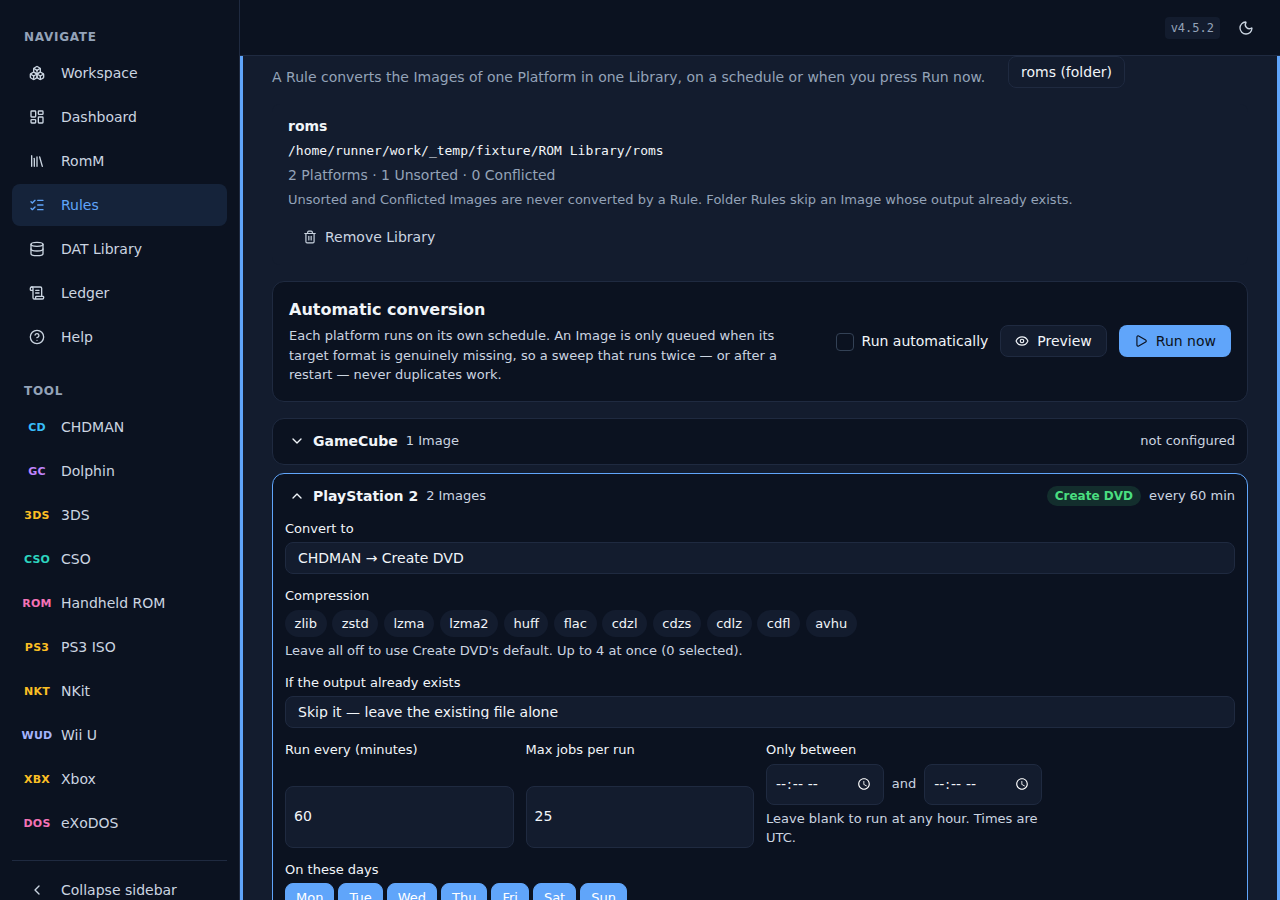 NAVIGATE
Workspace
Dashboard
RomM
Rules
DAT Library
Ledger
Help
TOOL
CD CHDMAN
GC Dolphin
3DS 3DS
CSO CSO
ROM Handheld ROM
PS3 PS3 ISO
NKT NKit
WUD Wii U
XBX Xbox
DOS eXoDOS
Collapse sidebar
v4.5.2
A Rule converts the Images of one Platform in one Library, on a schedule or when you press Run now.
roms (folder)
roms
/home/runner/work/_temp/fixture/ROM Library/roms
2 Platforms · 1 Unsorted · 0 Conflicted
Unsorted and Conflicted Images are never converted by a Rule. Folder Rules skip an Image whose output already exists.
Remove Library
Automatic conversion
Each platform runs on its own schedule. An Image is only queued when its
target format is genuinely missing, so a sweep that runs twice — or after a
restart — never duplicates work.
Run automatically
Preview
Run now
GameCube 1 Image
not configured
PlayStation 2 2 Images
Create DVD every 60 min
Convert to
CHDMAN → Create DVD
Compression
zlib zstd lzma lzma2 huff flac cdzl cdzs cdlz cdfl avhu
Leave all off to use Create DVD's default. Up to 4 at once (0 selected).
If the output already exists
Skip it — leave the existing file alone
Run every (minutes)
60
Max jobs per run
25
Only between
--:-- -- and --:-- --
Leave blank to run at any hour. Times are
UTC.
On these days
Mon Tue Wed Thu Fri Sat Sun